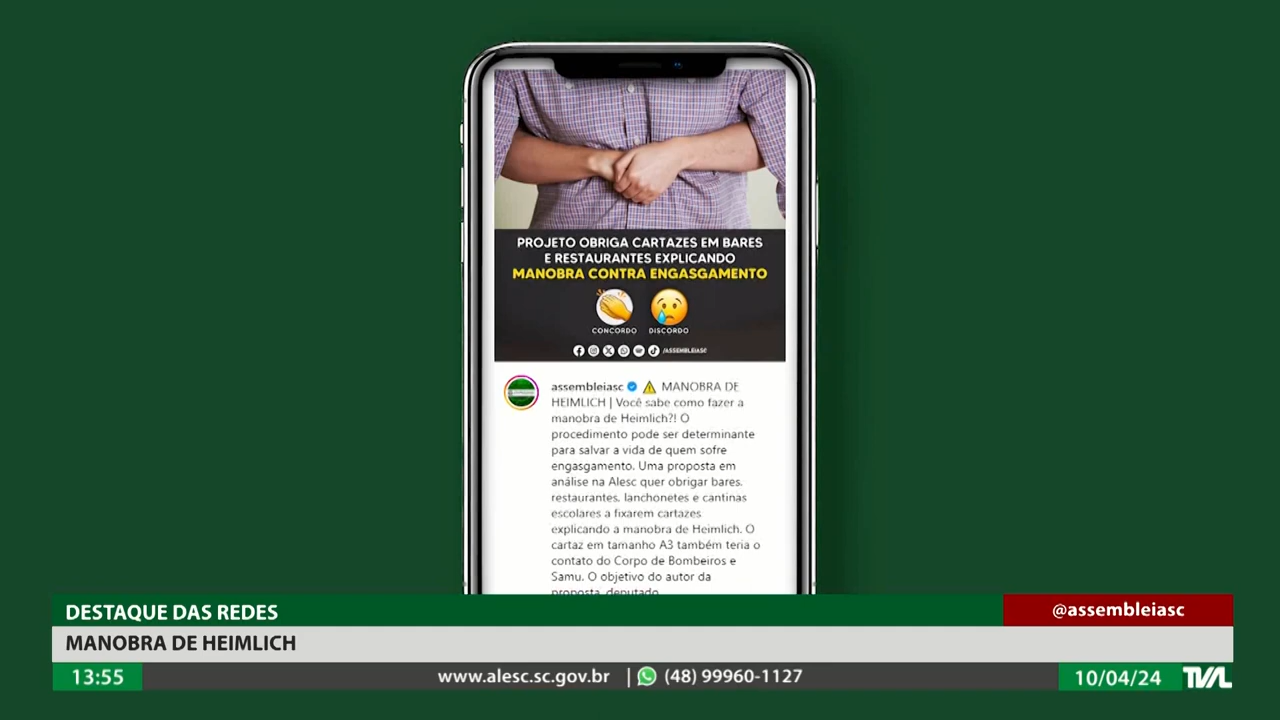 PROJETO OBRIGA CARTAZES EM BARES
E RESTAURANTES EXPLICANDO
MANOBRA CONTRA ENGASGAMENTO
CONCORDO DISCORDO
/ASSEMBLEIASC
assembleiasc ⚠️ MANOBRA DE
HEIMLICH | Você sabe como fazer a
manobra de Heimlich?! O
procedimento pode ser determinante
para salvar a vida de quem sofre
engasgamento. Uma proposta em
análise na Alesc quer obrigar bares,
restaurantes, lanchonetes e cantinas
escolares a fixarem cartazes
explicando a manobra de Heimlich. O
cartaz em tamanho A3 também teria o
contato do Corpo de Bombeiros e
Samu. O objetivo do autor da
proposta, deputado
DESTAQUE DAS REDES
@assembleiasc
MANOBRA DE HEIMLICH
13:55
www.alesc.sc.gov.br | (48) 99960-1127
10/04/24 TVAL